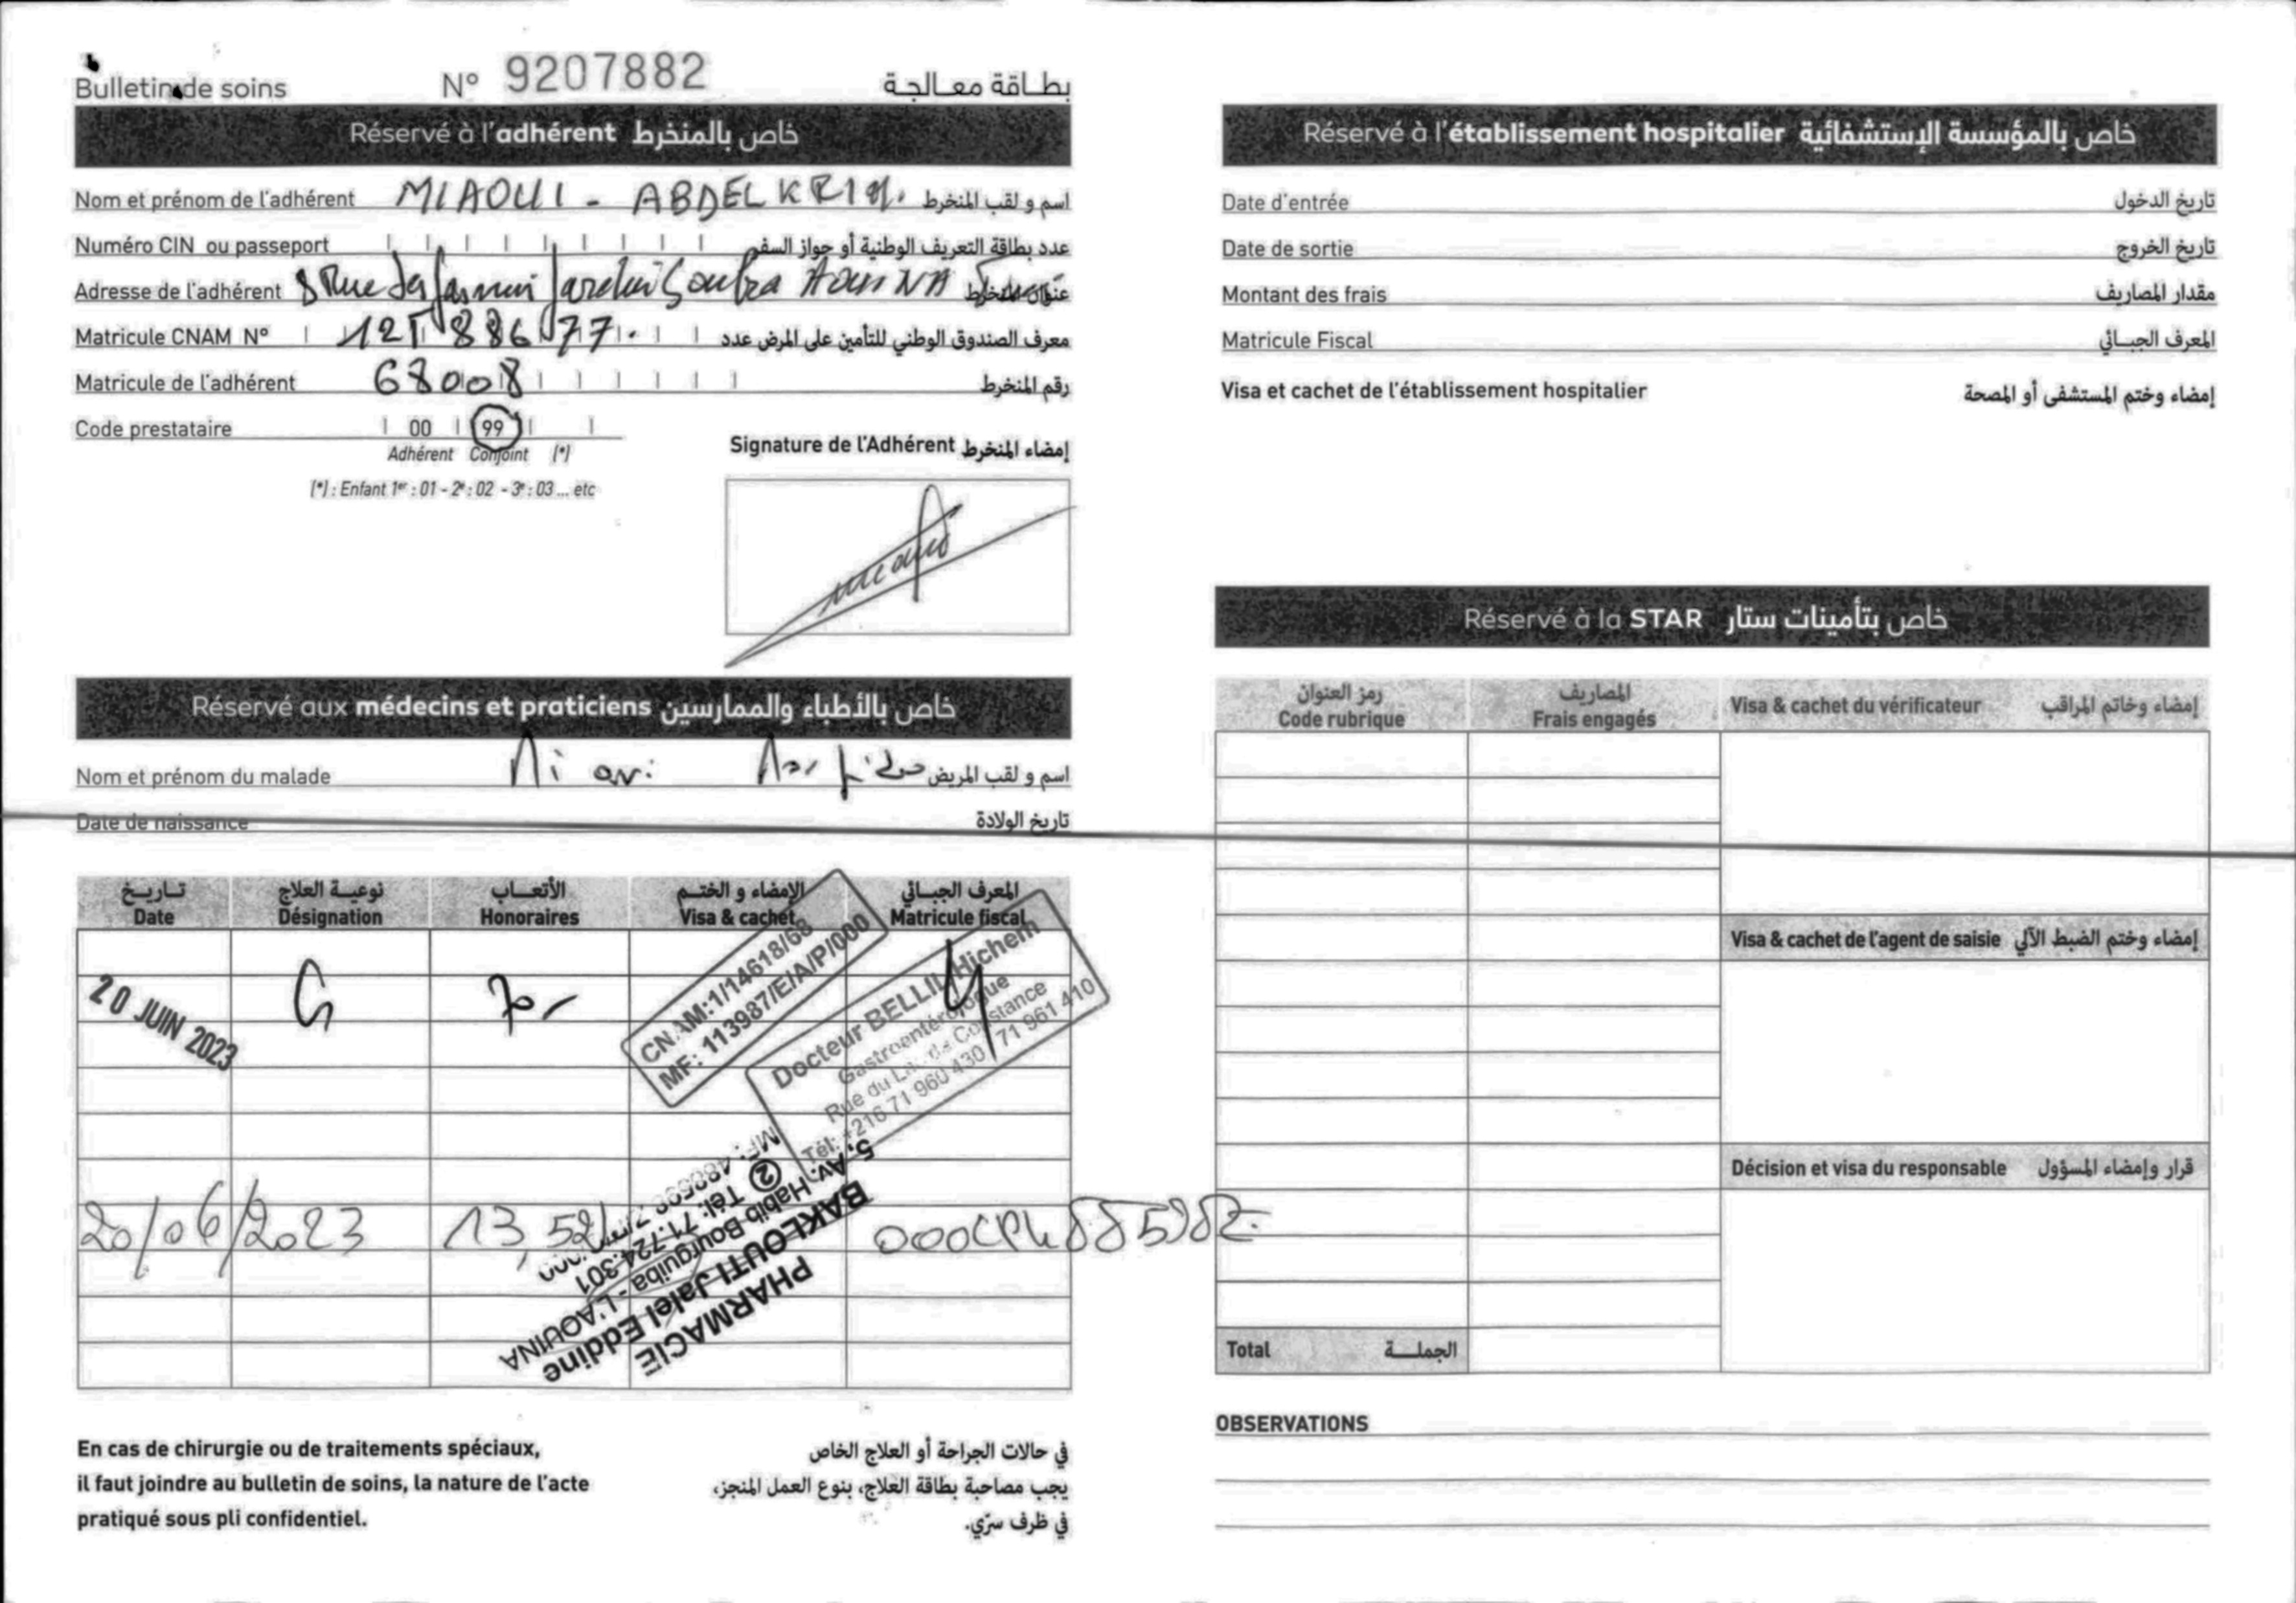 Bulletin de soins N° 9207882 بطاقة معالجة
Réservé à l'adhérent خاص بالمنخرط
Nom et prénom de l'adhérent MIAOUI - ABDELKRIM. اسم و لقب المنخرط
Numéro CIN ou passeport عدد بطاقة التعريف الوطنية أو جواز السفر
Adresse de l'adhérent 8 Rue des Jasmin Jardin Soukra AOUINA عنوان المنخرط
Matricule CNAM N° 886 77. معرف الصندوق الوطني للتأمين على المرض عدد
Matricule de l'adhérent 68008 رقم المنخرط
Code prestataire 00 99
Adhérent Conjoint (*)
(*) : Enfant 1er : 01 - 2e : 02 - 3e : 03 ... etc
Signature de l'Adhérent إمضاء المنخرط
Réservé aux médecins et praticiens خاص بالأطباء والممارسين
Nom et prénom du malade اسم و لقب المريض
Date de naissance تاريخ الولادة
تاريخ نوعية العلاج الأتعاب الإمضاء و الختم المعرف الجبائي
Date Désignation Honoraires Visa & cachet Matricule fiscal
20 JUIN 2023 70
CNAM:1/14618/68
MF: 113987/E/A/P/000
Docteur BELLIL Hichem
Gastroentérologue
Rue du Lac de Constance
Tél: +216 71 960 430 / 71 961 410
20/06/2023 13,52
PHARMACIE
BAKLOUTI Jalel Eddine
5, Av. Habib Bourguiba - L'AOUINA
Tél: 71.724.301
En cas de chirurgie ou de traitements spéciaux,
il faut joindre au bulletin de soins, la nature de l'acte
pratiqué sous pli confidentiel.
في حالات الجراحة أو العلاج الخاص
يجب مصاحبة بطاقة العلاج، بنوع العمل المنجز،
في ظرف سرّي.
Réservé à l'établissement hospitalier خاص بالمؤسسة الإستشفائية
Date d'entrée تاريخ الدخول
Date de sortie تاريخ الخروج
Montant des frais مقدار المصاريف
Matricule Fiscal المعرف الجبائي
Visa et cachet de l'établissement hospitalier إمضاء وختم المستشفى أو المصحة
Réservé à la STAR خاص بتأمينات ستار
رمز العنوان المصاريف
Code rubrique Frais engagés Visa & cachet du vérificateur إمضاء وخاتم المراقب
Visa & cachet de l'agent de saisie إمضاء وختم الضبط الآلي
Décision et visa du responsable قرار وإمضاء المسؤول
Total الجملة
OBSERVATIONS